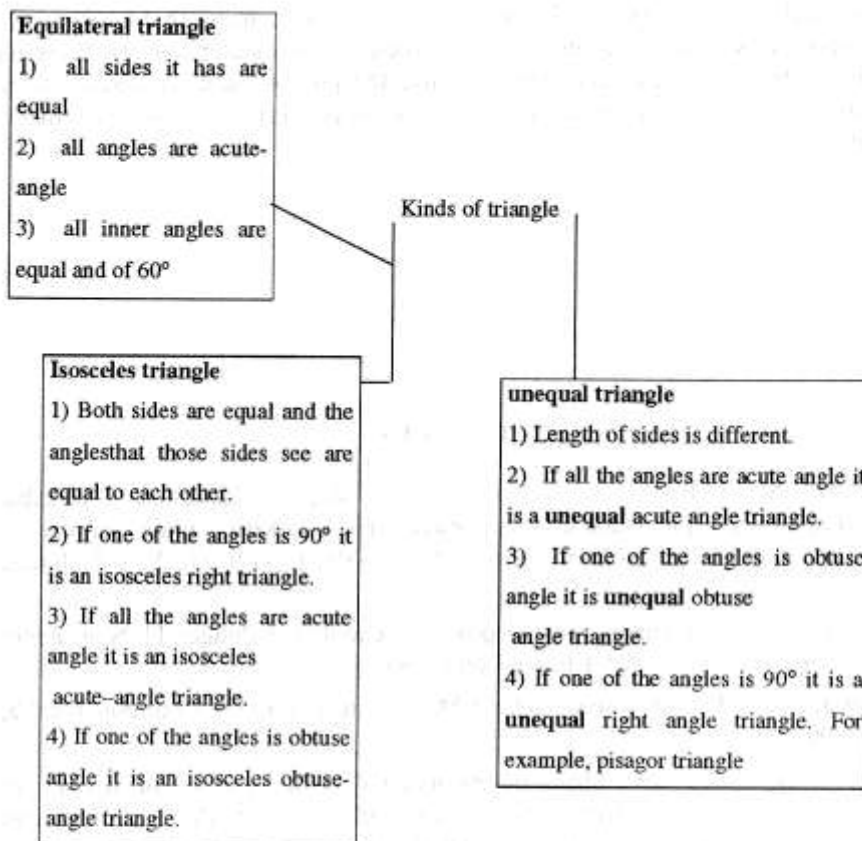 Equilateral triangle
1) all sides it has are
equal
2) all angles are acute-
angle
3) all inner angles are
equal and of 60°
Kinds of triangle
Isosceles triangle
1) Both sides are equal and the
anglesthat those sides see are
equal to each other.
2) If one of the angles is 90° it
is an isosceles right triangle.
3) If all the angles are acute
angle it is an isosceles
acute–angle triangle.
4) If one of the angles is obtuse
angle it is an isosceles obtuse-
angle triangle.
unequal triangle
1) Length of sides is different.
2) If all the angles are acute angle it
is a unequal acute angle triangle.
3) If one of the angles is obtuse
angle it is unequal obtuse
angle triangle.
4) If one of the angles is 90° it is a
unequal right angle triangle. For
example, pisagor triangle